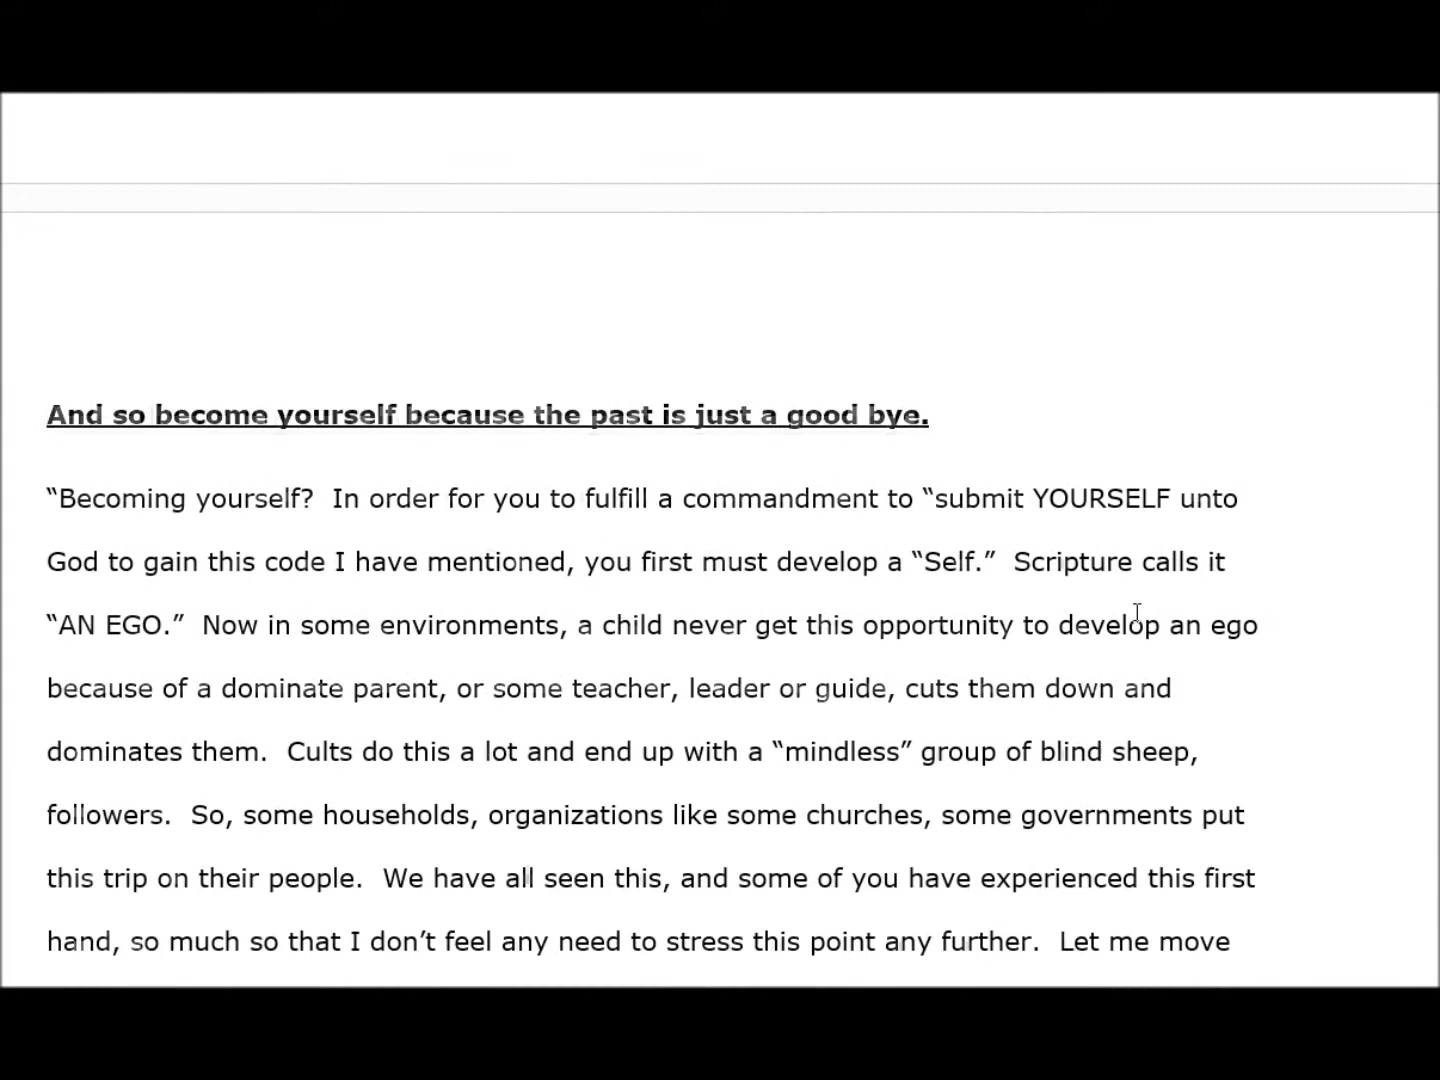 And so become yourself because the past is just a good bye.
“Becoming yourself?  In order for you to fulfill a commandment to “submit YOURSELF unto
God to gain this code I have mentioned, you first must develop a “Self.”  Scripture calls it
“AN EGO.”  Now in some environments, a child never get this opportunity to develop an ego
because of a dominate parent, or some teacher, leader or guide, cuts them down and
dominates them.  Cults do this a lot and end up with a “mindless” group of blind sheep,
followers.  So, some households, organizations like some churches, some governments put
this trip on their people.  We have all seen this, and some of you have experienced this first
hand, so much so that I don’t feel any need to stress this point any further.  Let me move